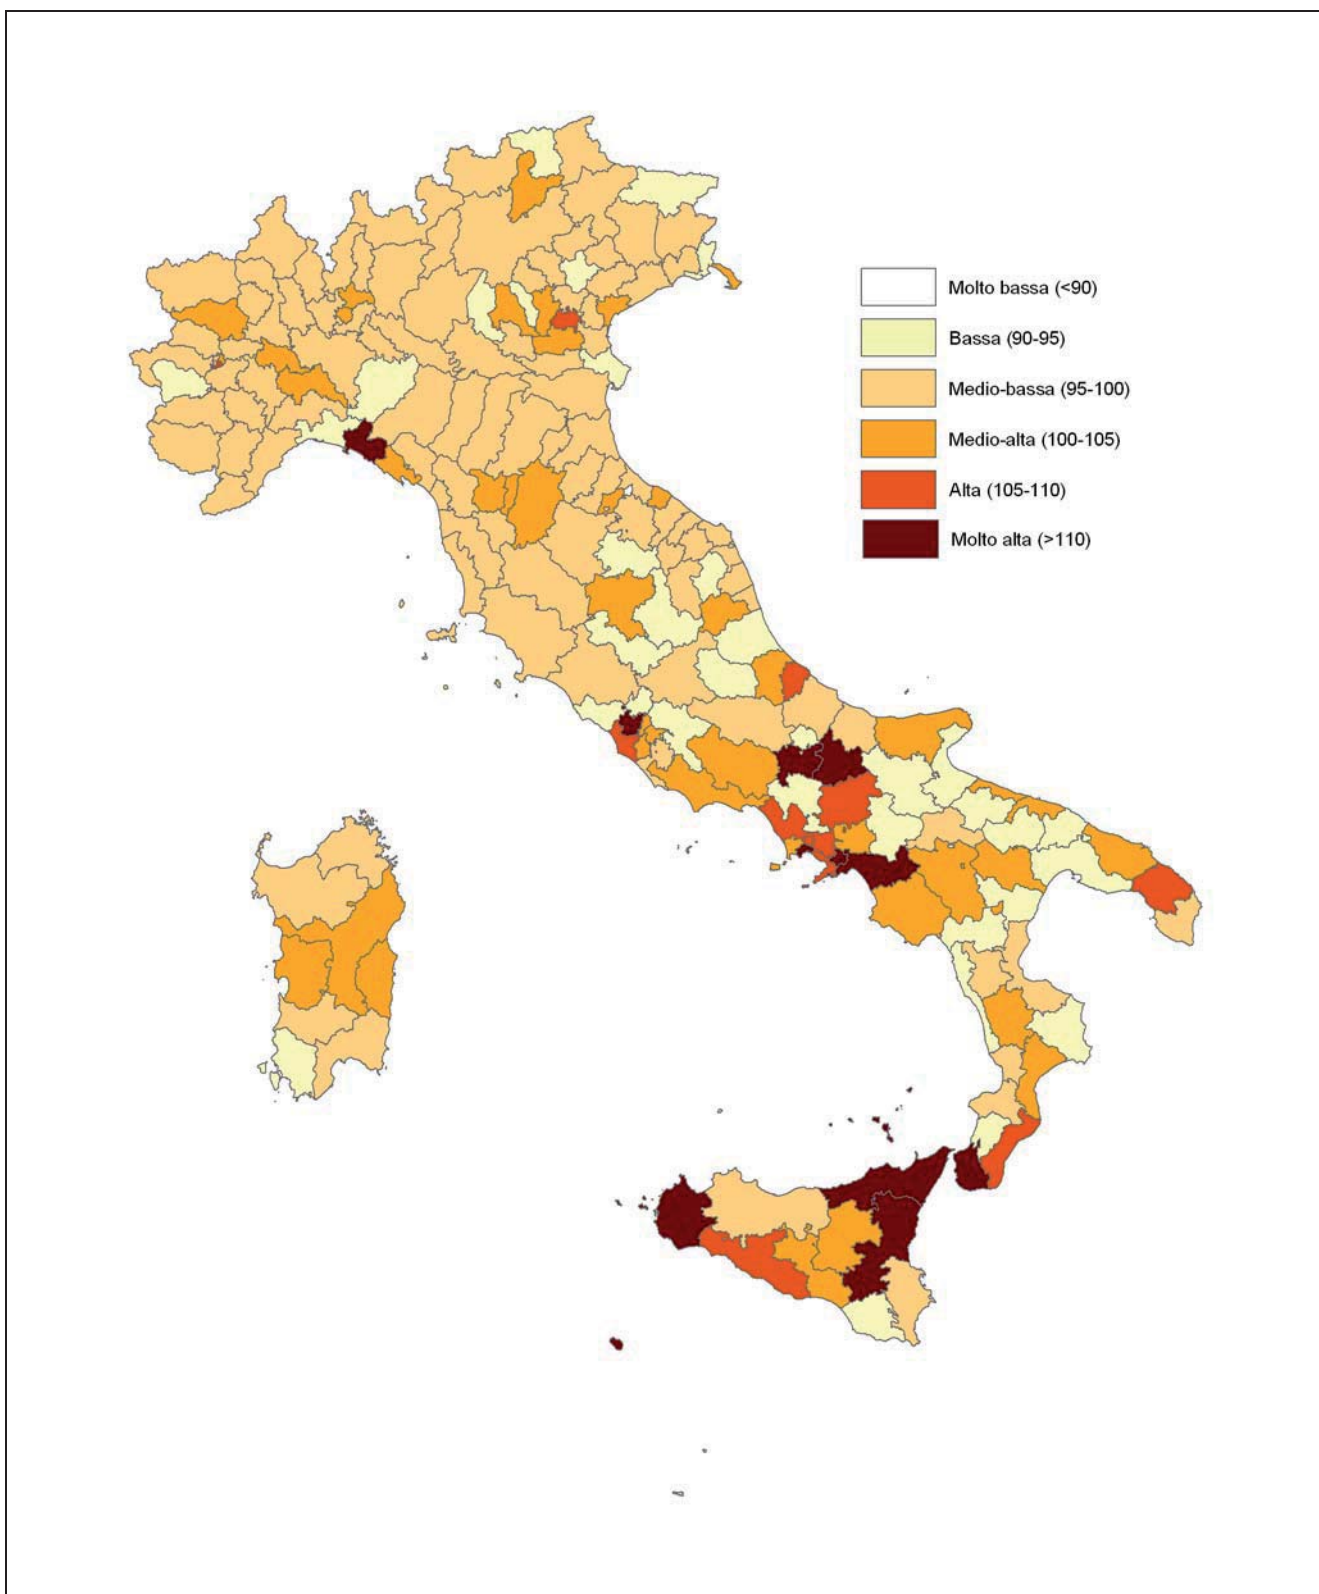 Molto bassa (<90)
Bassa (90-95)
Medio-bassa (95-100)
Medio-alta (100-105)
Alta (105-110)
Molto alta (>110)